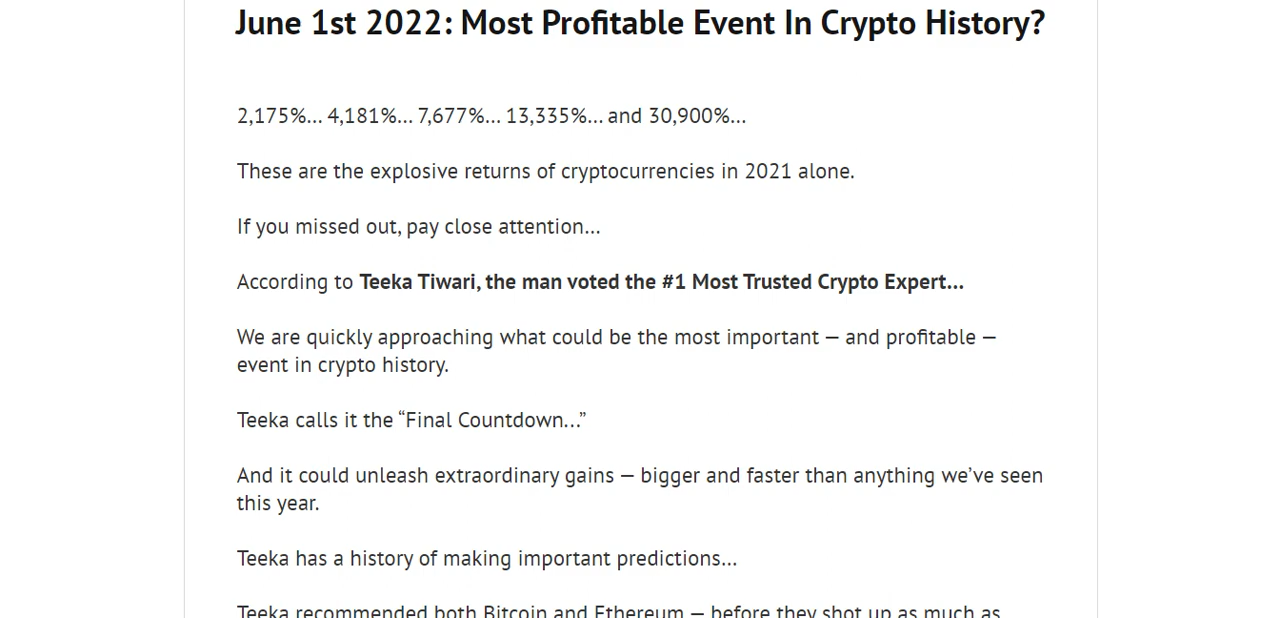 June 1st 2022: Most Profitable Event In Crypto History?
2,175%... 4,181%... 7,677%... 13,335%... and 30,900%...
These are the explosive returns of cryptocurrencies in 2021 alone.
If you missed out, pay close attention...
According to Teeka Tiwari, the man voted the #1 Most Trusted Crypto Expert...
We are quickly approaching what could be the most important — and profitable —
event in crypto history.
Teeka calls it the “Final Countdown...”
And it could unleash extraordinary gains — bigger and faster than anything we’ve seen
this year.
Teeka has a history of making important predictions...
Teeka recommended both Bitcoin and Ethereum — before they shot up as much as